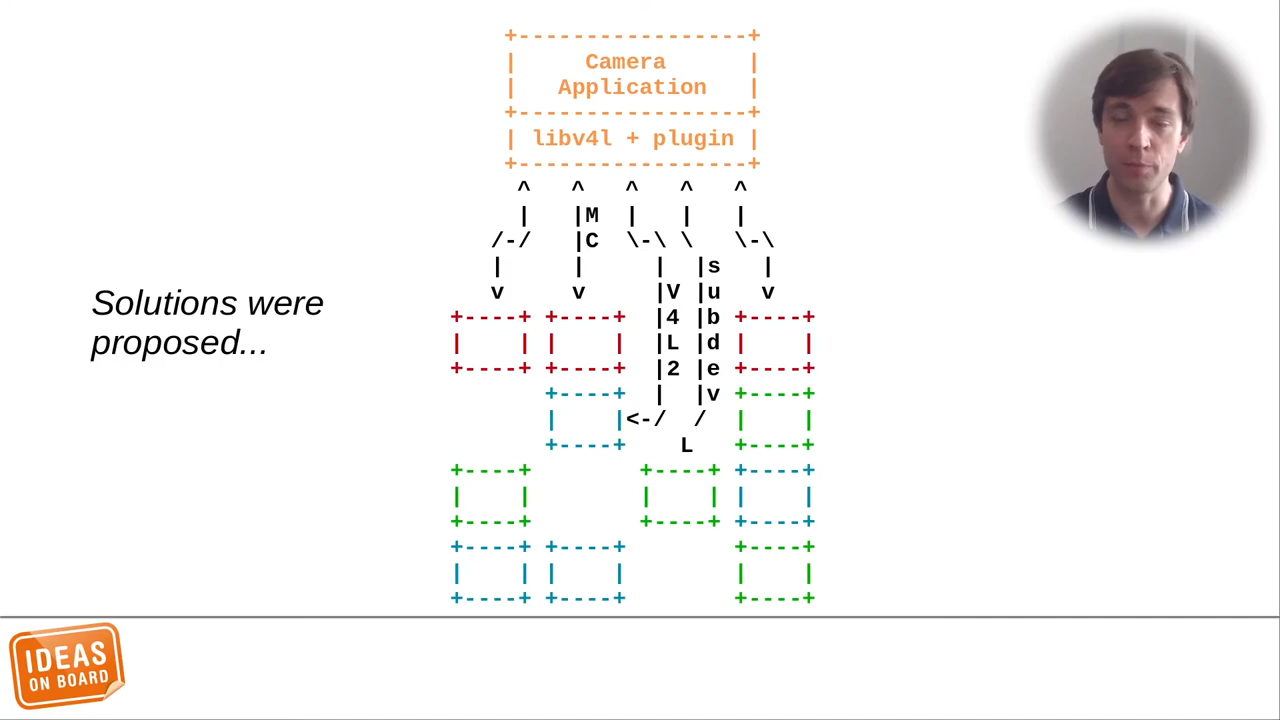 +-----------------+
| Camera |
| Application |
+-----------------+
| libv4l + plugin |
+-----------------+
^ ^ ^ ^ ^
| |M | | |
/-/ |C \-\ \ \-\
| | | |s |
v v |V |u v
+----+ +----+ |4 |b +----+
| | | | |L |d | |
+----+ +----+ |2 |e +----+
+----+ | |v +----+
| |<-/ / | |
+----+ L +----+
+----+ +----+ +----+
| | | | | |
+----+ +----+ +----+
+----+ +----+ +----+
| | | | | |
+----+ +----+ +----+
Solutions were
proposed...
IDEAS
ON BOARD